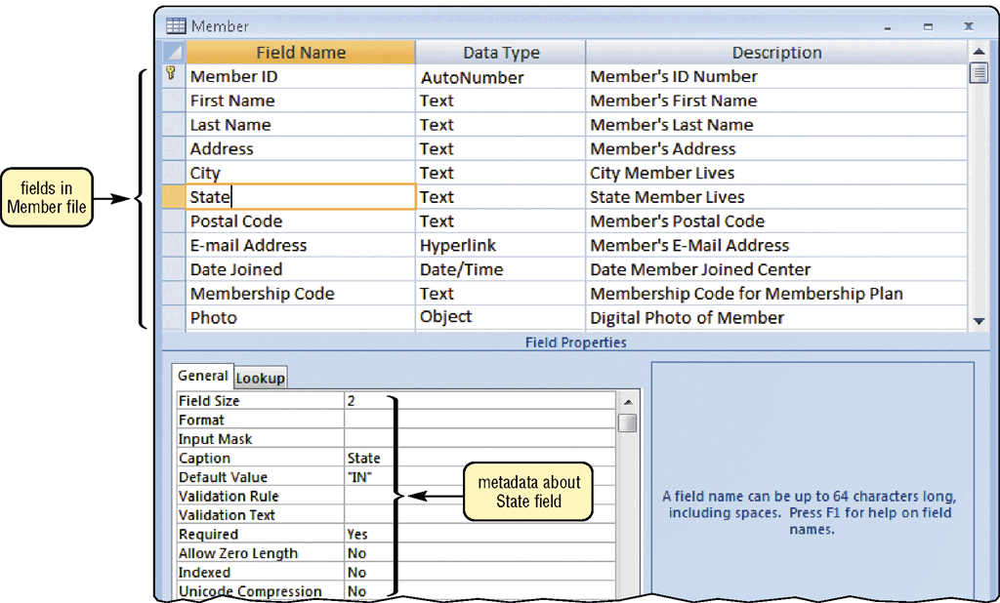 Member
Field Name Data Type Description
Member ID AutoNumber Member's ID Number
First Name Text Member's First Name
Last Name Text Member's Last Name
Address Text Member's Address
City Text City Member Lives
State Text State Member Lives
Postal Code Text Member's Postal Code
E-mail Address Hyperlink Member's E-Mail Address
Date Joined Date/Time Date Member Joined Center
Membership Code Text Membership Code for Membership Plan
Photo Object Digital Photo of Member
fields in
Member file
Field Properties
General Lookup
Field Size 2
Format
Input Mask
Caption State
Default Value "IN"
Validation Rule
Validation Text
Required Yes
Allow Zero Length No
Indexed No
Unicode Compression No
metadata about
State field
A field name can be up to 64 characters long,
including spaces. Press F1 for help on field
names.